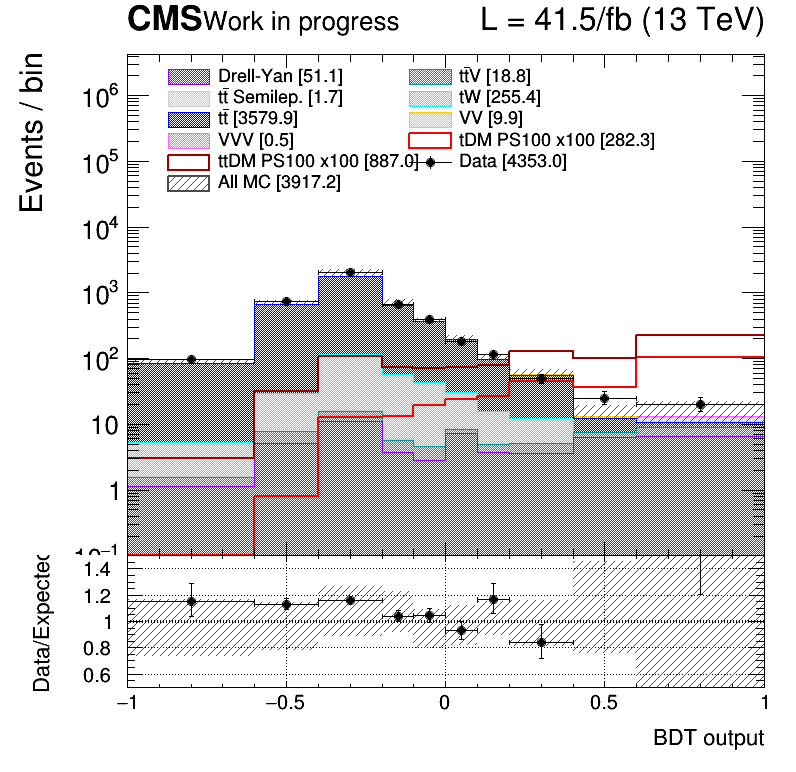 CMS Work in progress L = 41.5/fb (13 TeV)
Events / bin
Drell-Yan [51.1] tt̄V [18.8]
tt̄ Semilep. [1.7] tW [255.4]
tt̄ [3579.9] VV [9.9]
VVV [0.5] tDM PS100 x100 [282.3]
ttDM PS100 x100 [887.0] Data [4353.0]
All MC [3917.2]
10⁶
10⁵
10⁴
10³
10²
10
1
10⁻¹
Data/Expected
1.4
1.2
1
0.8
0.6
−1 −0.5 0 0.5 1
BDT output